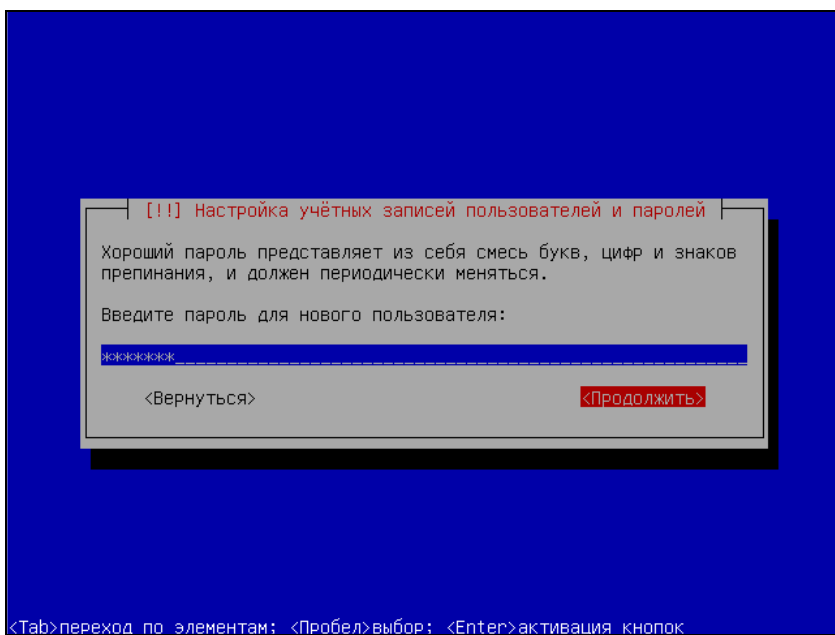 [!!] Настройка учётных записей пользователей и паролей
Хороший пароль представляет из себя смесь букв, цифр и знаков
препинания, и должен периодически меняться.
Введите пароль для нового пользователя:
*******
<Вернуться> <Продолжить>
<Tab>переход по элементам; <Пробел>выбор; <Enter>активация кнопок